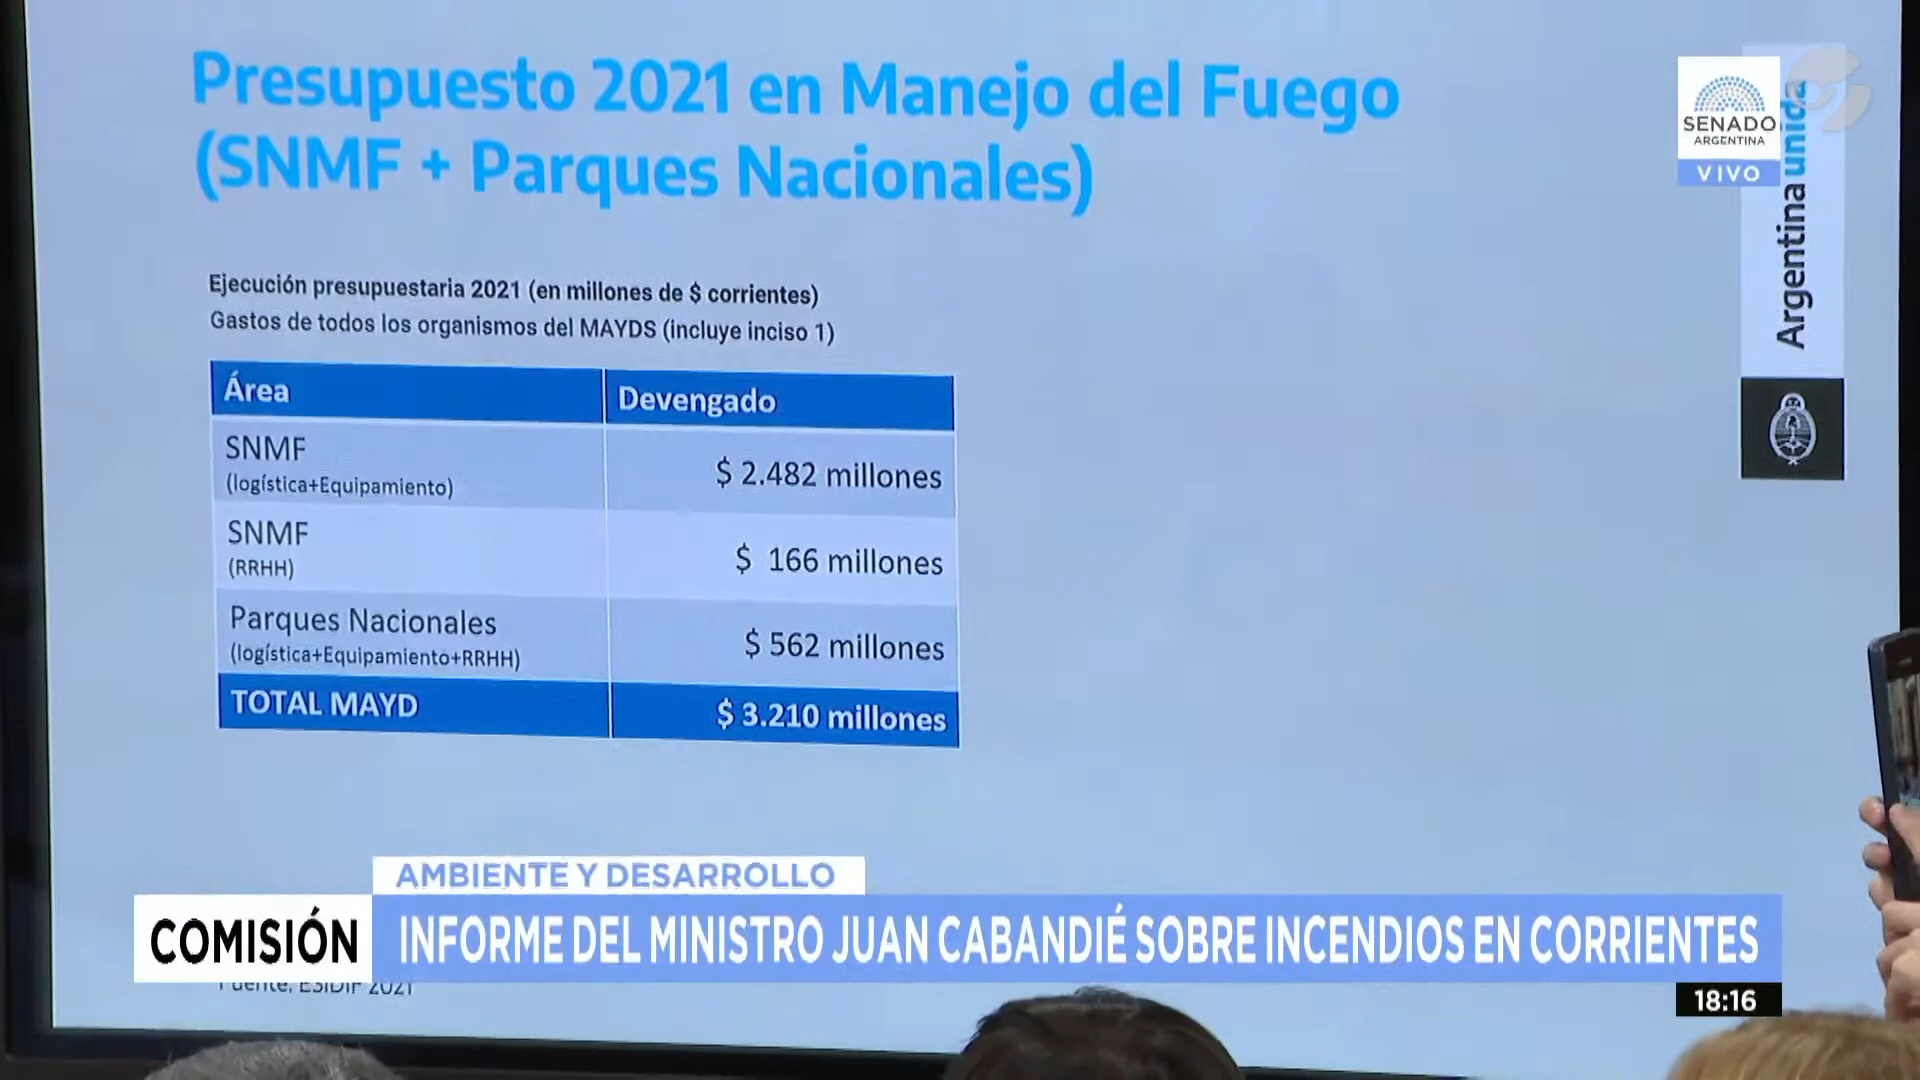 Presupuesto 2021 en Manejo del Fuego
(SNMF + Parques Nacionales)
SENADO
ARGENTINA
VIVO
Argentina unida
Ejecución presupuestaria 2021 (en millones de $ corrientes)
Gastos de todos los organismos del MAYDS (incluye inciso 1)
Área
Devengado
SNMF
(logística+Equipamiento)
$ 2.482 millones
SNMF
(RRHH)
$ 166 millones
Parques Nacionales
(logística+Equipamiento+RRHH)
$ 562 millones
TOTAL MAYD
$ 3.210 millones
AMBIENTE Y DESARROLLO
COMISIÓN
INFORME DEL MINISTRO JUAN CABANDIÉ SOBRE INCENDIOS EN CORRIENTES
Fuente: ESIDIF 2021
18:16